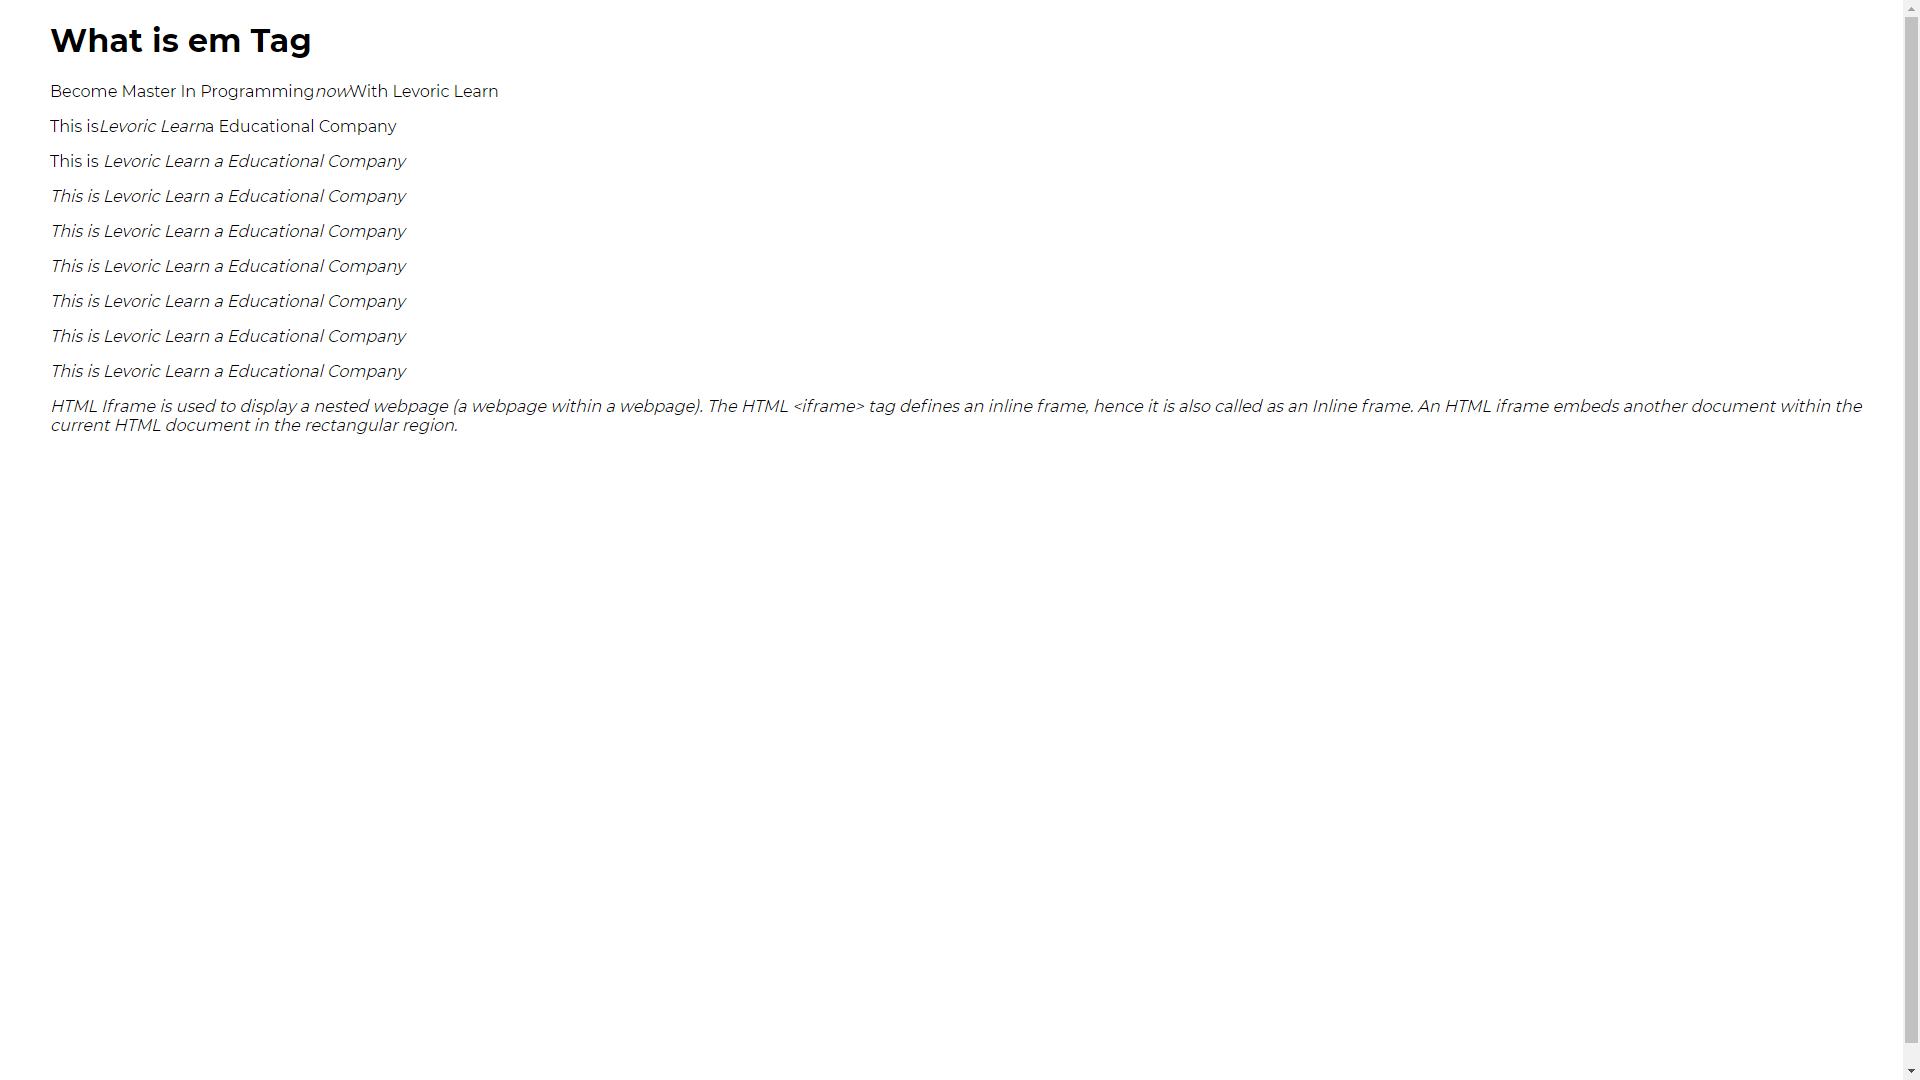 What is em Tag
Become Master In ProgrammingnowWith Levoric Learn
This isLevoric Learna Educational Company
This is Levoric Learn a Educational Company
This is Levoric Learn a Educational Company
This is Levoric Learn a Educational Company
This is Levoric Learn a Educational Company
This is Levoric Learn a Educational Company
This is Levoric Learn a Educational Company
This is Levoric Learn a Educational Company
HTML Iframe is used to display a nested webpage (a webpage within a webpage). The HTML <iframe> tag defines an inline frame, hence it is also called as an Inline frame. An HTML iframe embeds another document within the
current HTML document in the rectangular region.